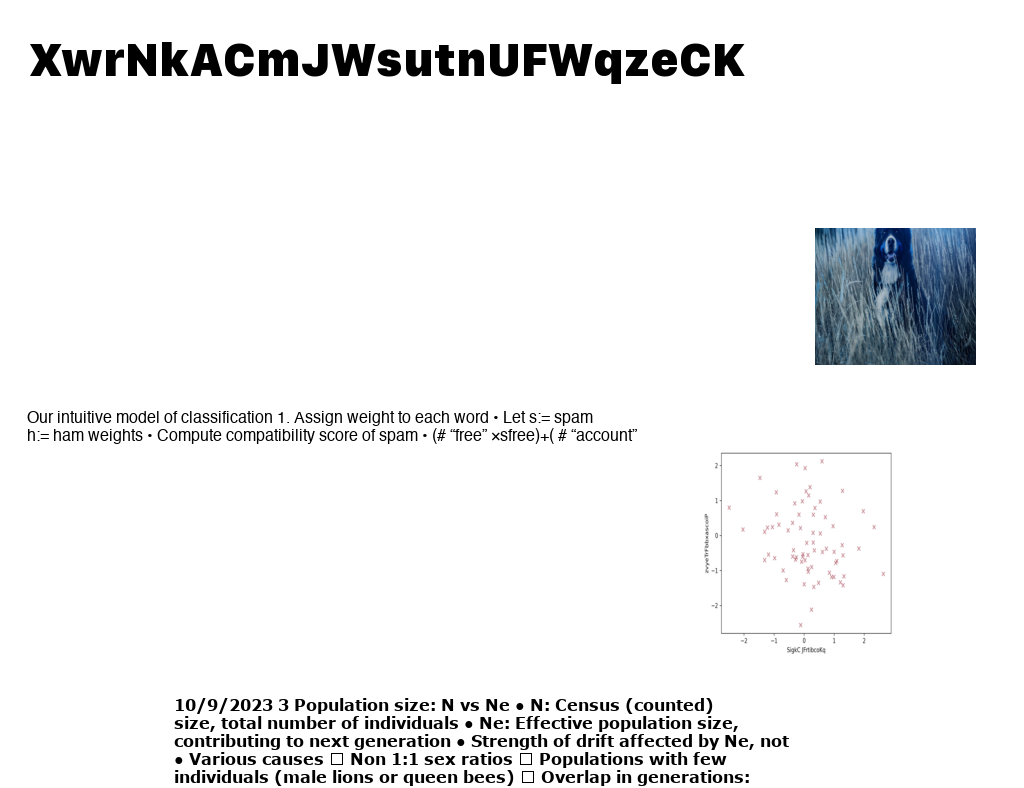 XwrNkACmJWsutnUFWqzeCK
Our intuitive model of classification 1. Assign weight to each word • Let s:= spam
h:= ham weights • Compute compatibility score of spam • (# “free” ×sfree)+( # “account”
2
1
0
−1
−2
−2 −1 0 1 2
10/9/2023 3 Population size: N vs Ne ● N: Census (counted)
size, total number of individuals ● Ne: Effective population size,
contributing to next generation ● Strength of drift affected by Ne, not
● Various causes □ Non 1:1 sex ratios □ Populations with few
individuals (male lions or queen bees) □ Overlap in generations: